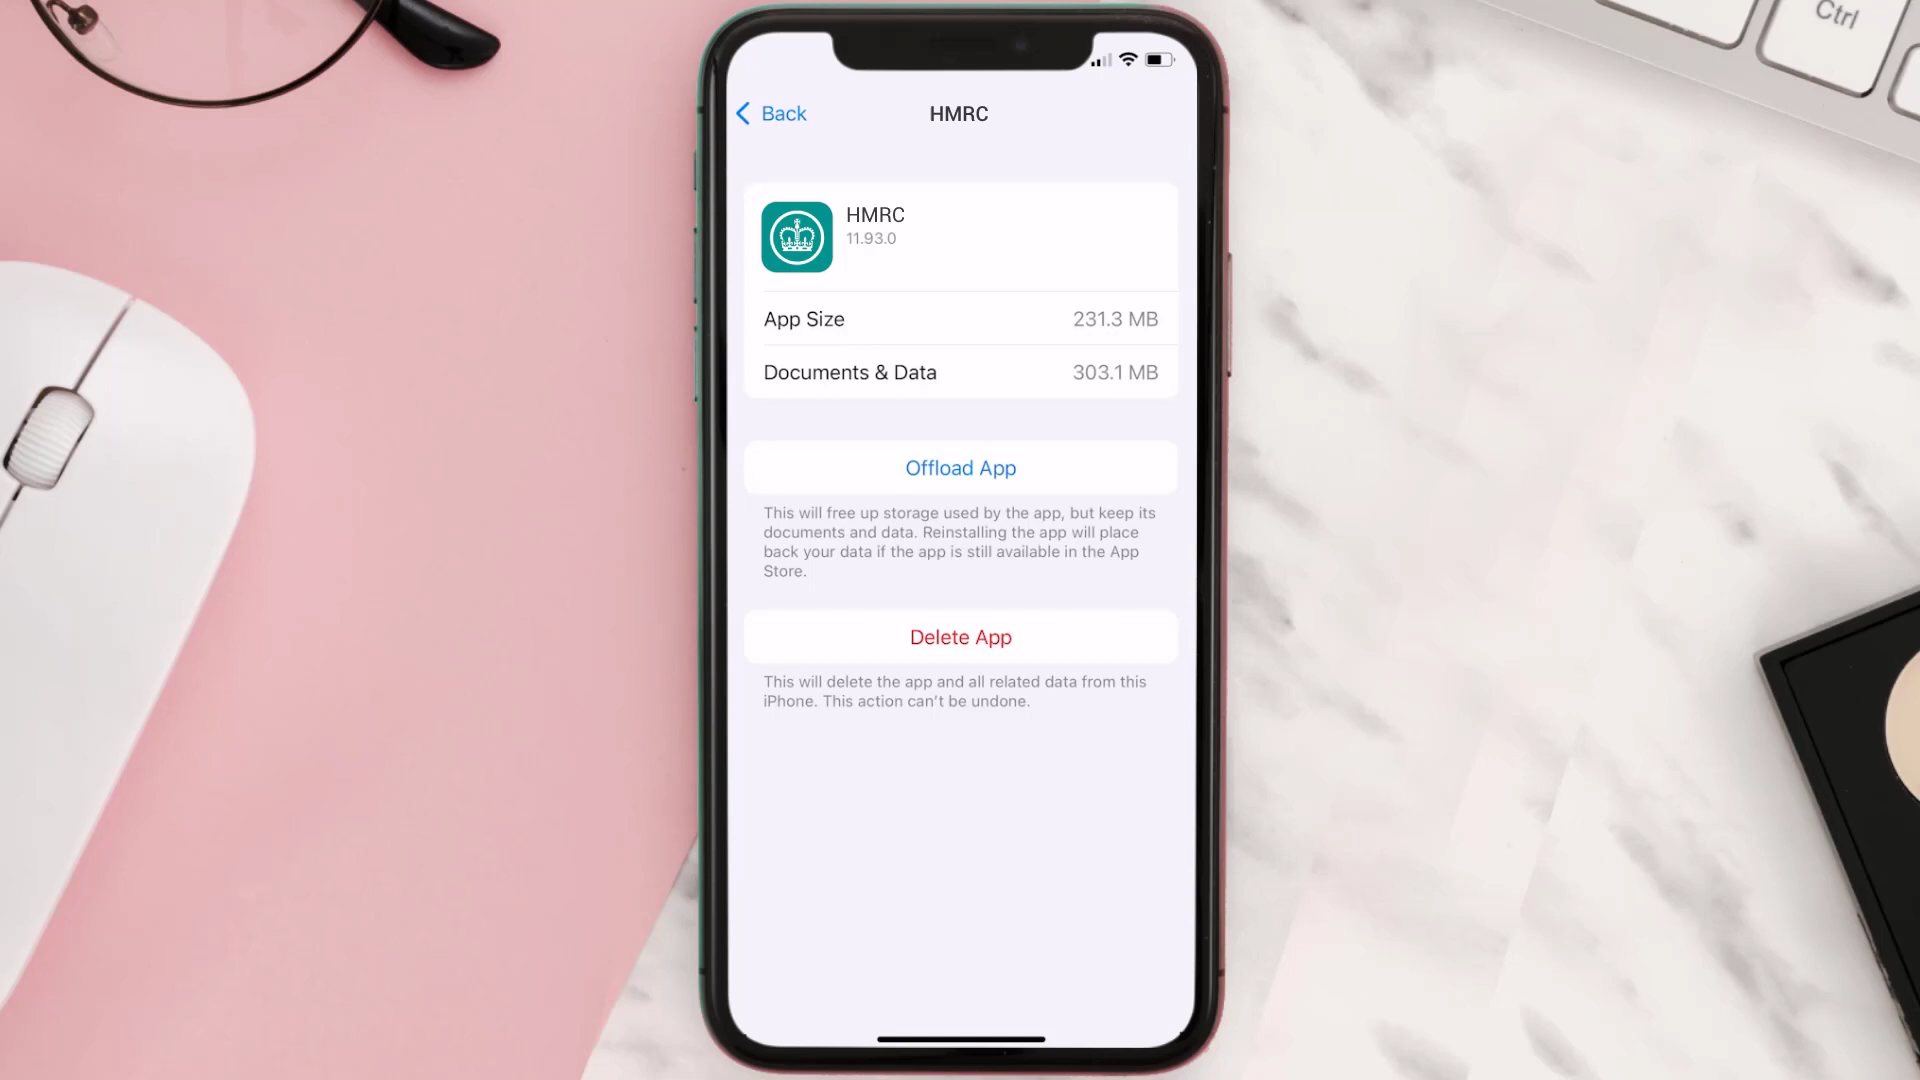 Ctrl
Back
HMRC
HMRC
11.93.0
App Size 231.3 MB
Documents & Data 303.1 MB
Offload App
This will free up storage used by the app, but keep its
documents and data. Reinstalling the app will place
back your data if the app is still available in the App
Store.
Delete App
This will delete the app and all related data from this
iPhone. This action can't be undone.